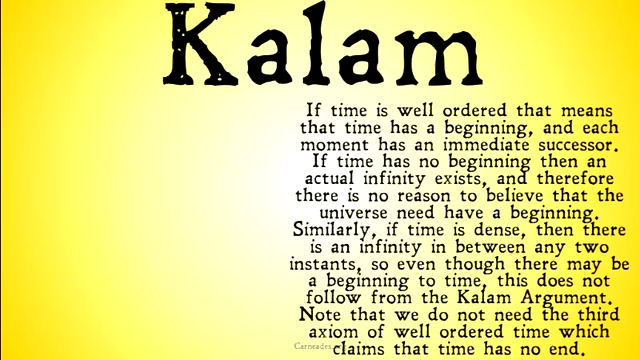 Kalam
If time is well ordered that means
that time has a beginning, and each
moment has an immediate successor.
If time has no beginning then an
actual infinity exists, and therefore
there is no reason to believe that the
universe need have a beginning.
Similarly, if time is dense, then there
is an infinity in between any two
instants, so even though there may be
a beginning to time, this does not
follow from the Kalam Argument.
Note that we do not need the third
axiom of well ordered time which
claims that time has no end.
Carneades